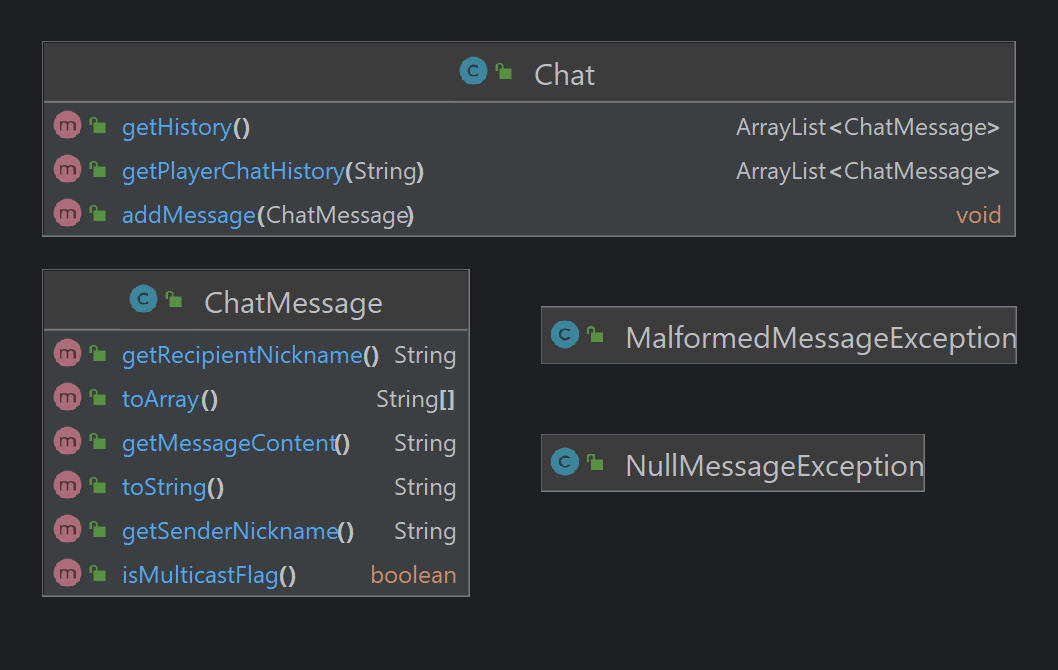 Chat
getHistory() ArrayList<ChatMessage>
getPlayerChatHistory(String) ArrayList<ChatMessage>
addMessage(ChatMessage) void
ChatMessage
getRecipientNickname() String
toArray() String[]
getMessageContent() String
toString() String
getSenderNickname() String
isMulticastFlag() boolean
MalformedMessageException
NullMessageException